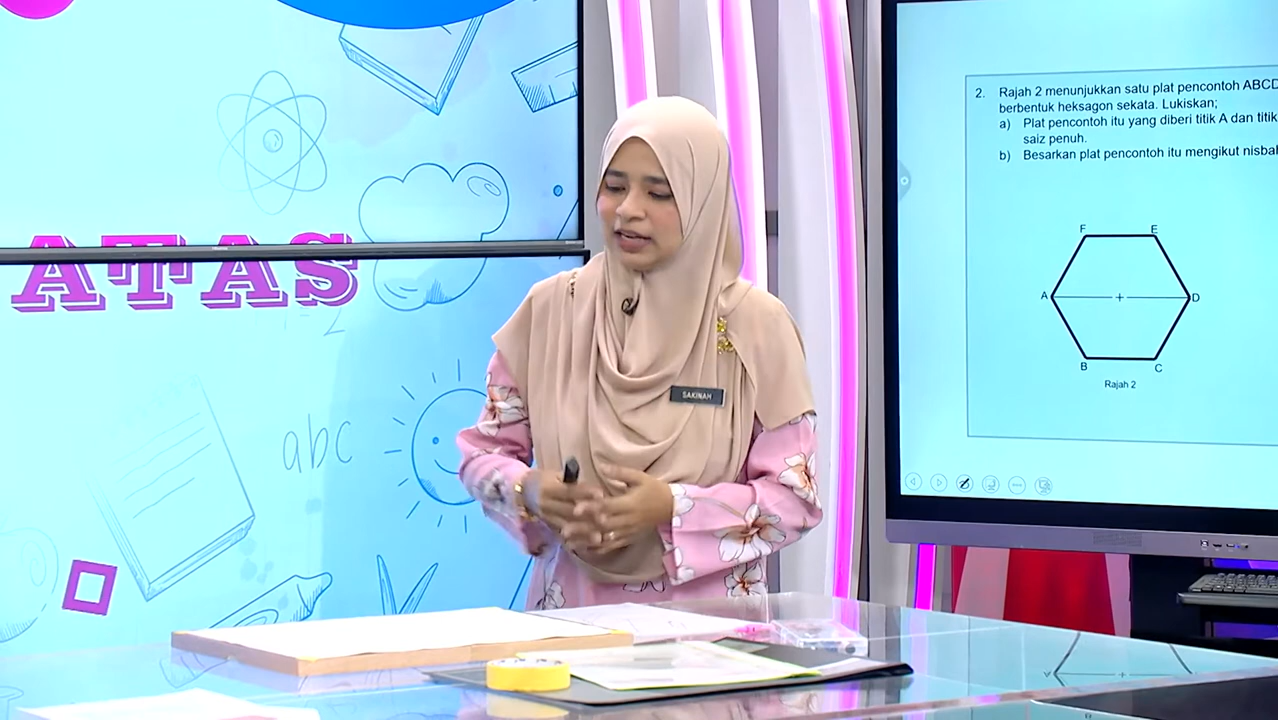 ATAS
abc
SAKINAH
2. Rajah 2 menunjukkan satu plat pencontoh ABCD
berbentuk heksagon sekata. Lukiskan;
a) Plat pencontoh itu yang diberi titik A dan titik
saiz penuh.
b) Besarkan plat pencontoh itu mengikut nisbah
F E
A + D
B C
Rajah 2